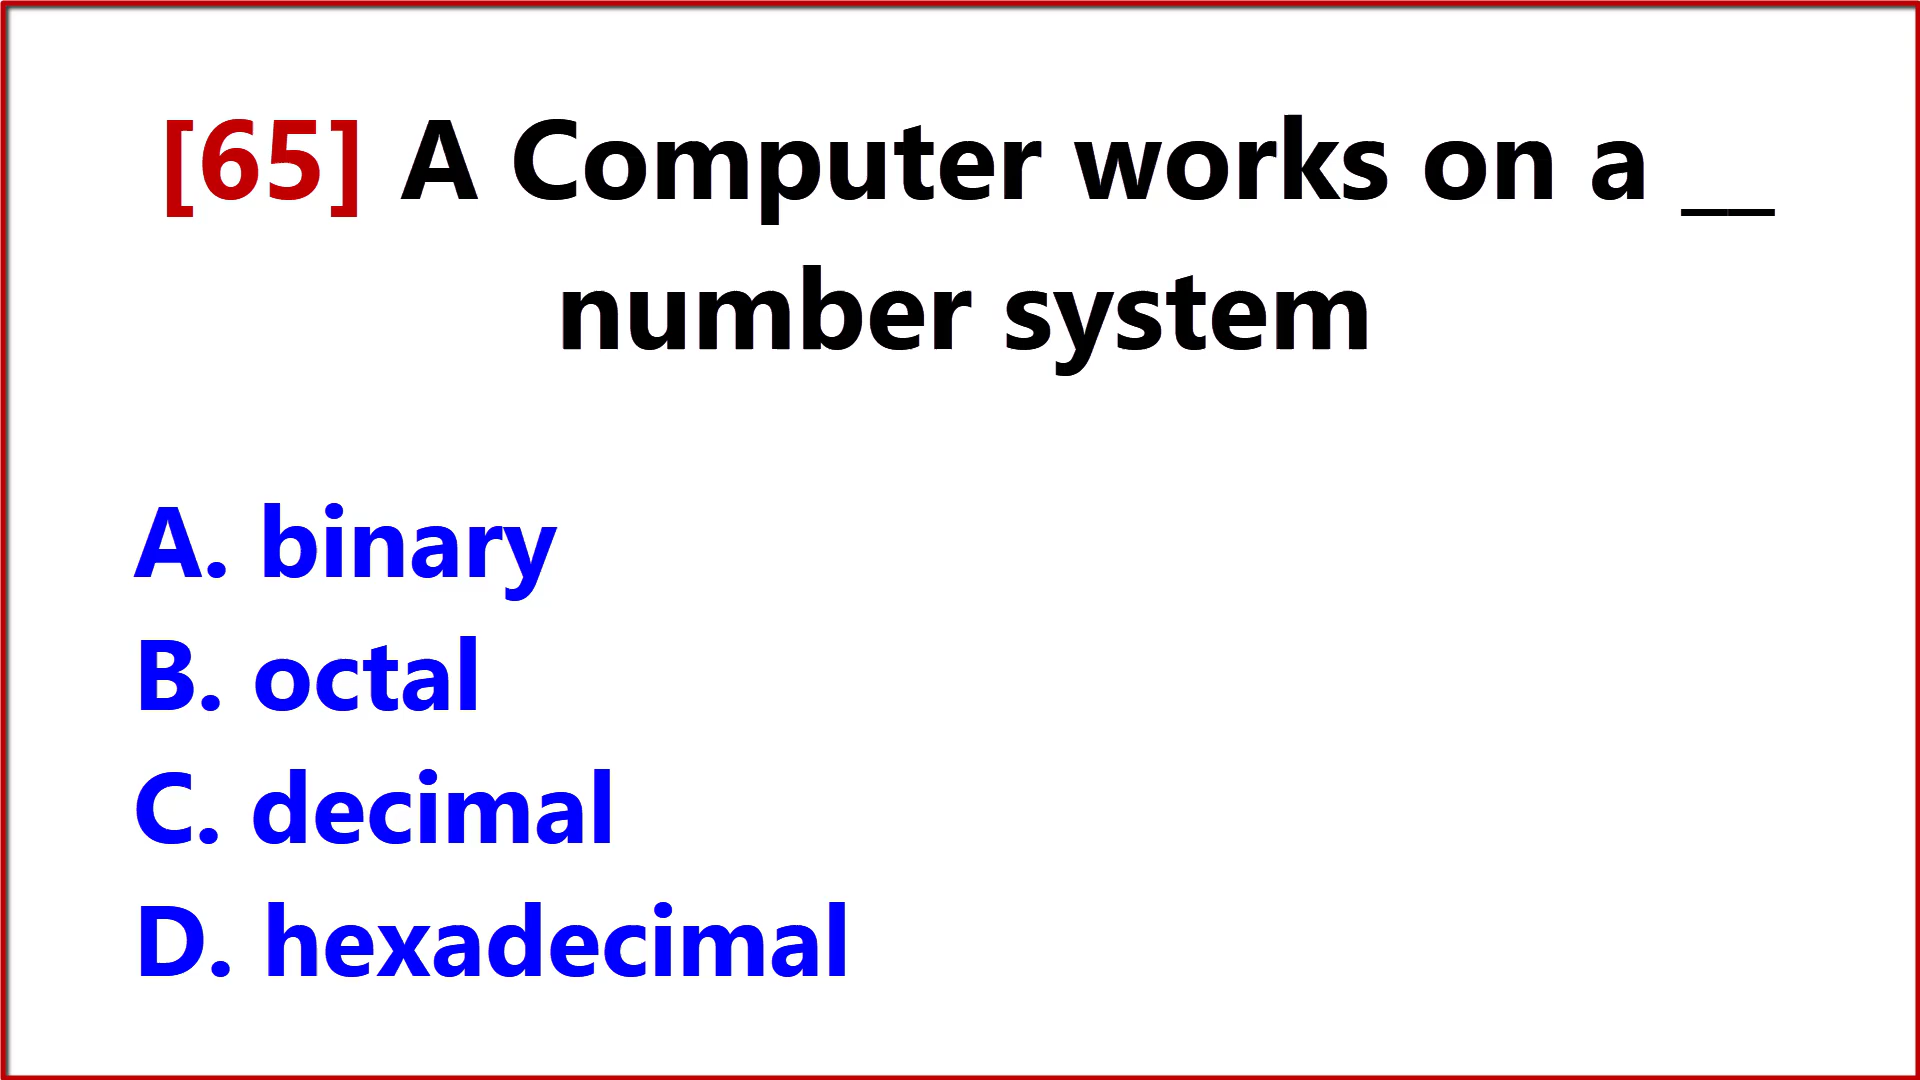 [65] A Computer works on a __
number system
A. binary
B. octal
C. decimal
D. hexadecimal